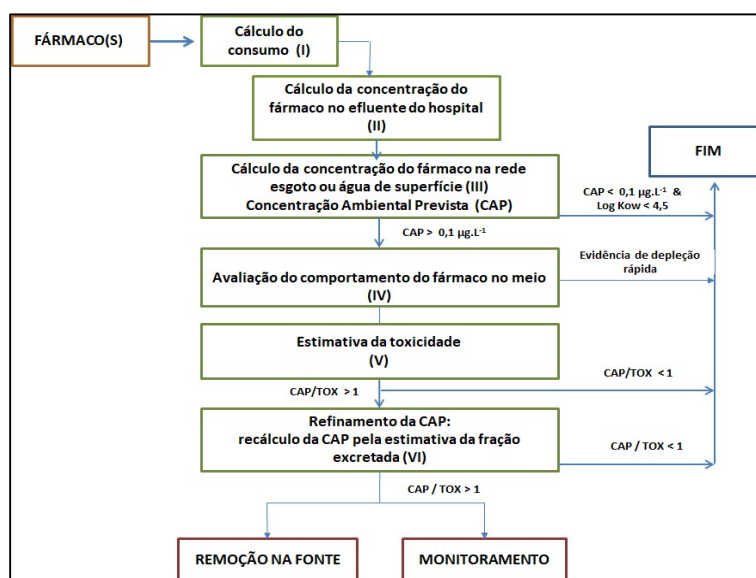 FÁRMACO(S)
Cálculo do
consumo (I)
Cálculo da concentração do
fármaco no efluente do hospital
(II)
Cálculo da concentração do fármaco na rede
esgoto ou água de superfície (III)
Concentração Ambiental Prevista (CAP)
FIM
CAP < 0,1 µg.L⁻¹ &
Log Kow < 4,5
CAP > 0,1 µg.L⁻¹
Avaliação do comportamento do fármaco no meio
(IV)
Evidência de depleção
rápida
Estimativa da toxicidade
(V)
CAP/TOX > 1
CAP/TOX < 1
Refinamento da CAP:
recálculo da CAP pela estimativa da fração
excretada (VI)
CAP / TOX < 1
CAP / TOX > 1
REMOÇÃO NA FONTE
MONITORAMENTO